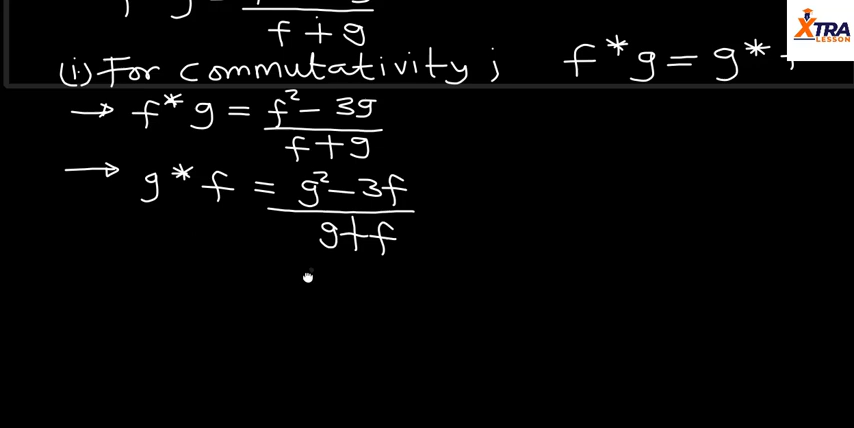 f + g
XTRA
LESSON
(i) For commutativity ; f * g = g *
→ f * g = f² - 3g
f + g
→ g * f = g² - 3f
g + f